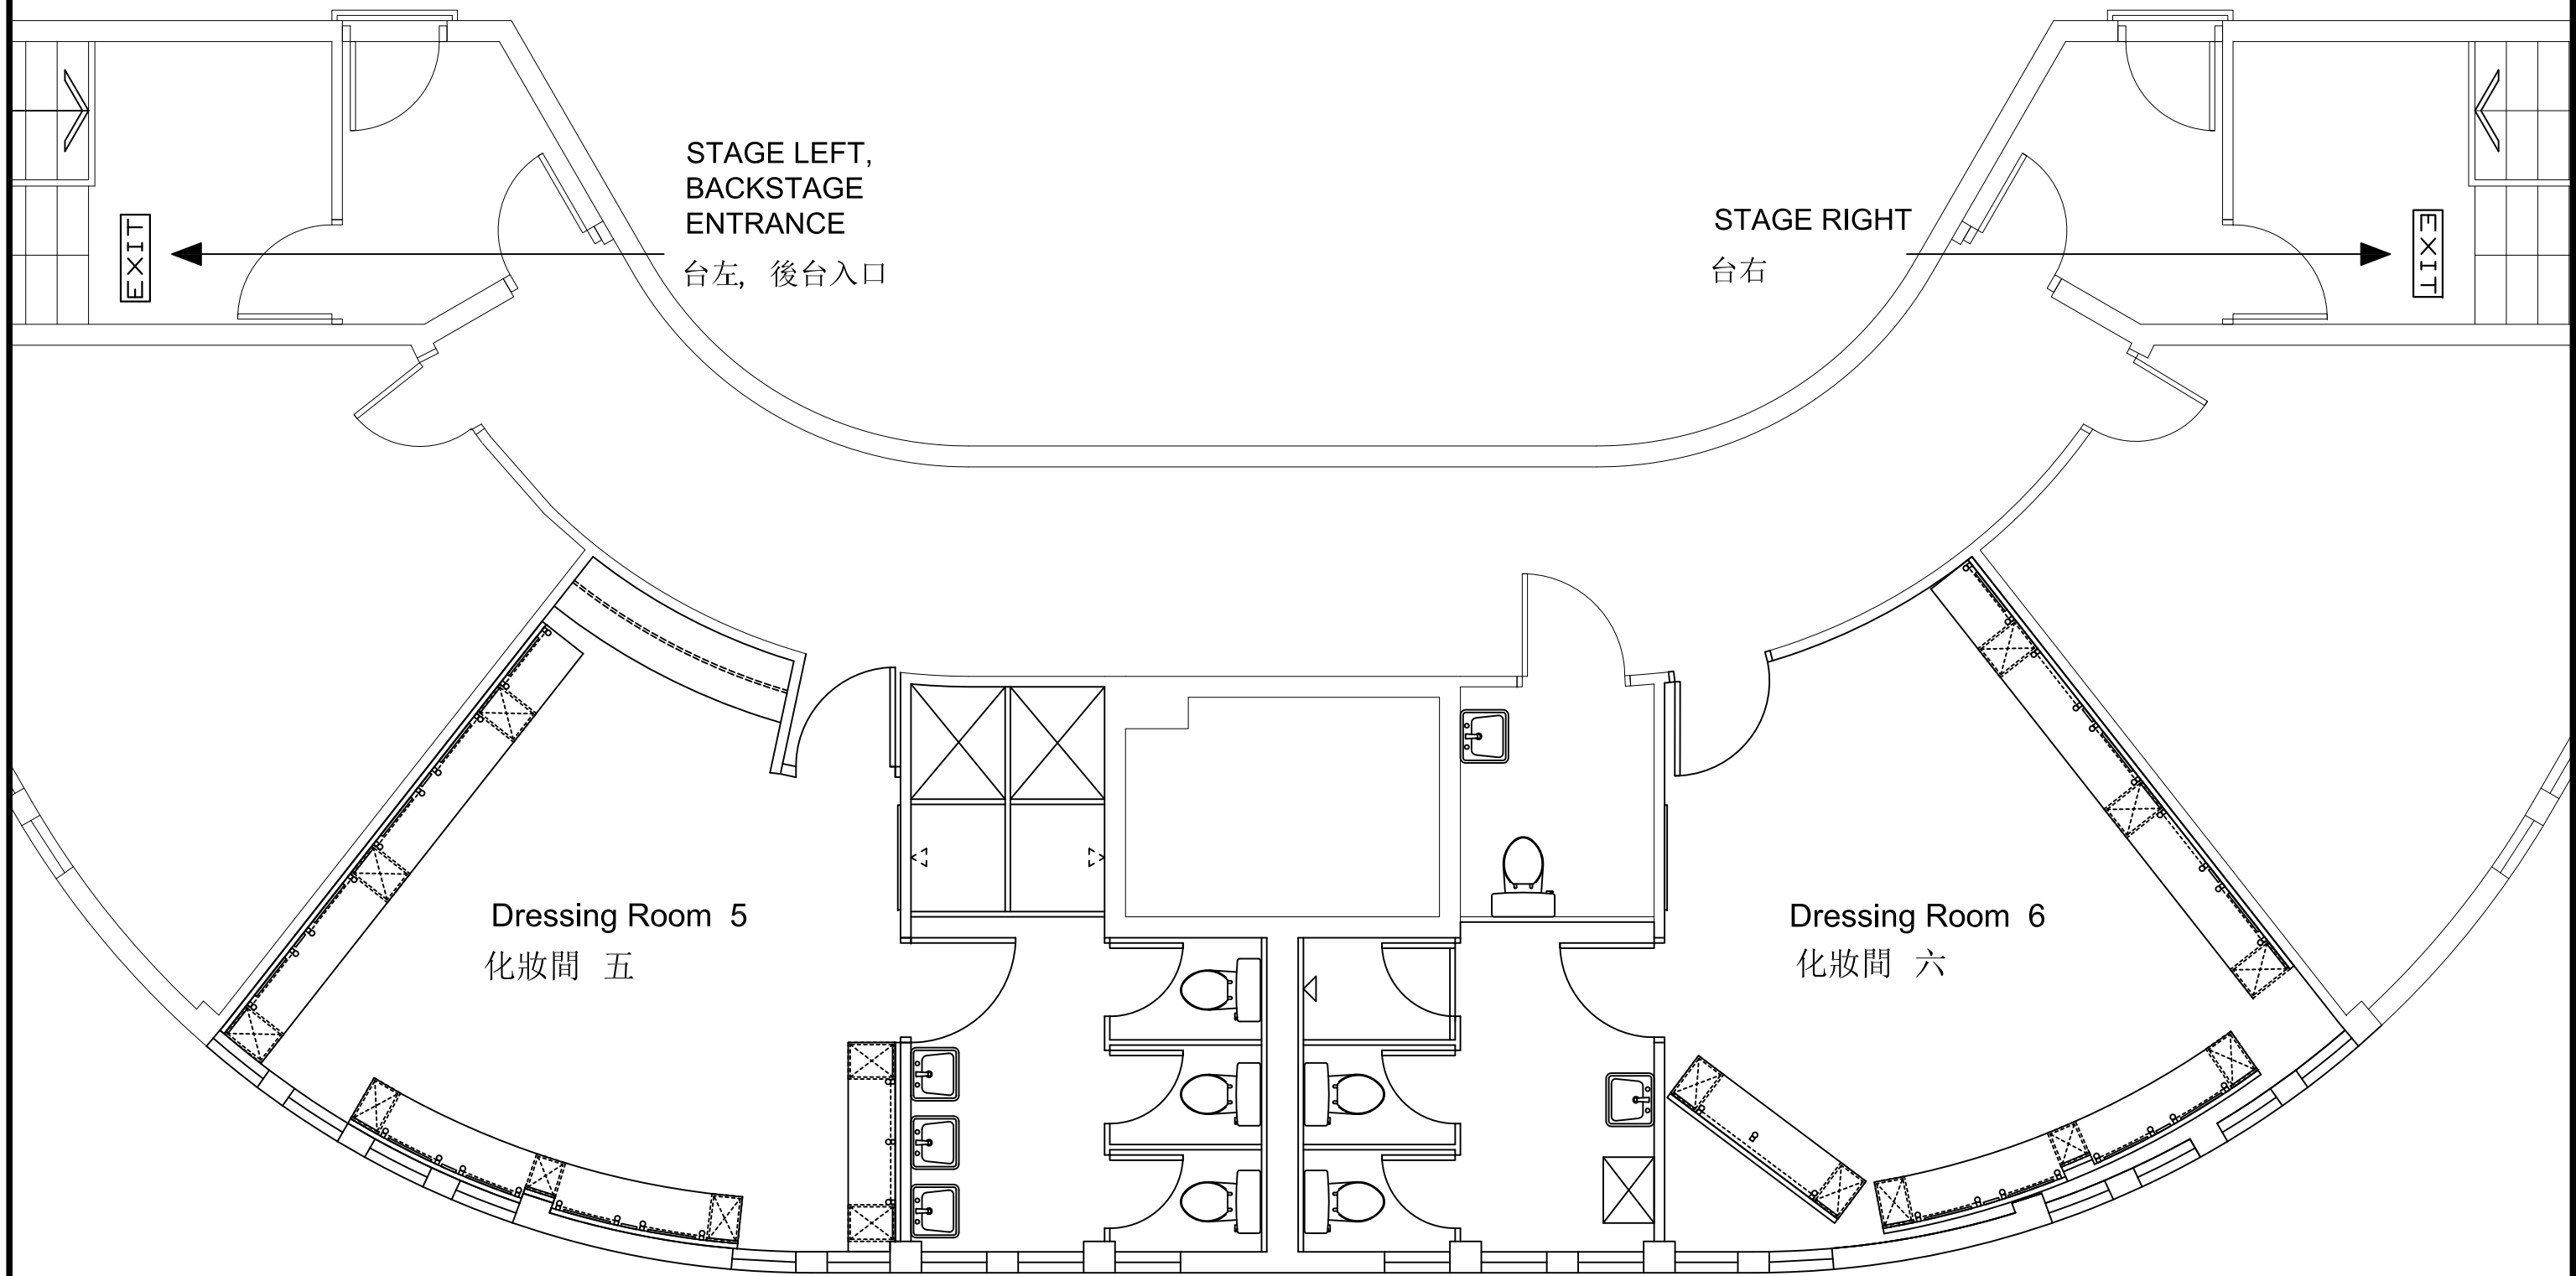 STAGE LEFT,
BACKSTAGE
ENTRANCE
台左, 後台入口
STAGE RIGHT
台右
EXIT
EXIT
Dressing Room 5
化妝間 五
Dressing Room 6
化妝間 六